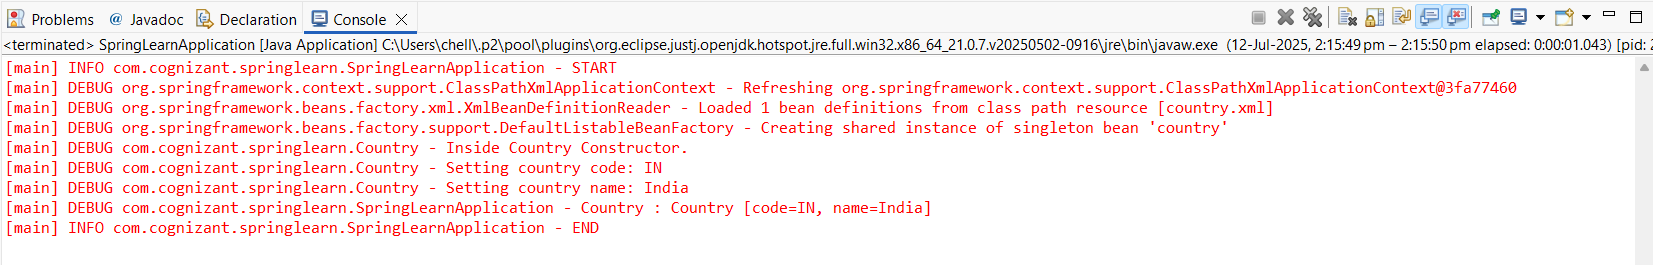 Problems @ Javadoc Declaration Console
<terminated> SpringLearnApplication [Java Application] C:\Users\chell\.p2\pool\plugins\org.eclipse.justj.openjdk.hotspot.jre.full.win32.x86_64_21.0.7.v20250502-0916\jre\bin\javaw.exe (12-Jul-2025, 2:15:49 pm – 2:15:50 pm elapsed: 0:00:01.043) [pid: 2
[main] INFO com.cognizant.springlearn.SpringLearnApplication - START
[main] DEBUG org.springframework.context.support.ClassPathXmlApplicationContext - Refreshing org.springframework.context.support.ClassPathXmlApplicationContext@3fa77460
[main] DEBUG org.springframework.beans.factory.xml.XmlBeanDefinitionReader - Loaded 1 bean definitions from class path resource [country.xml]
[main] DEBUG org.springframework.beans.factory.support.DefaultListableBeanFactory - Creating shared instance of singleton bean 'country'
[main] DEBUG com.cognizant.springlearn.Country - Inside Country Constructor.
[main] DEBUG com.cognizant.springlearn.Country - Setting country code: IN
[main] DEBUG com.cognizant.springlearn.Country - Setting country name: India
[main] DEBUG com.cognizant.springlearn.SpringLearnApplication - Country : Country [code=IN, name=India]
[main] INFO com.cognizant.springlearn.SpringLearnApplication - END